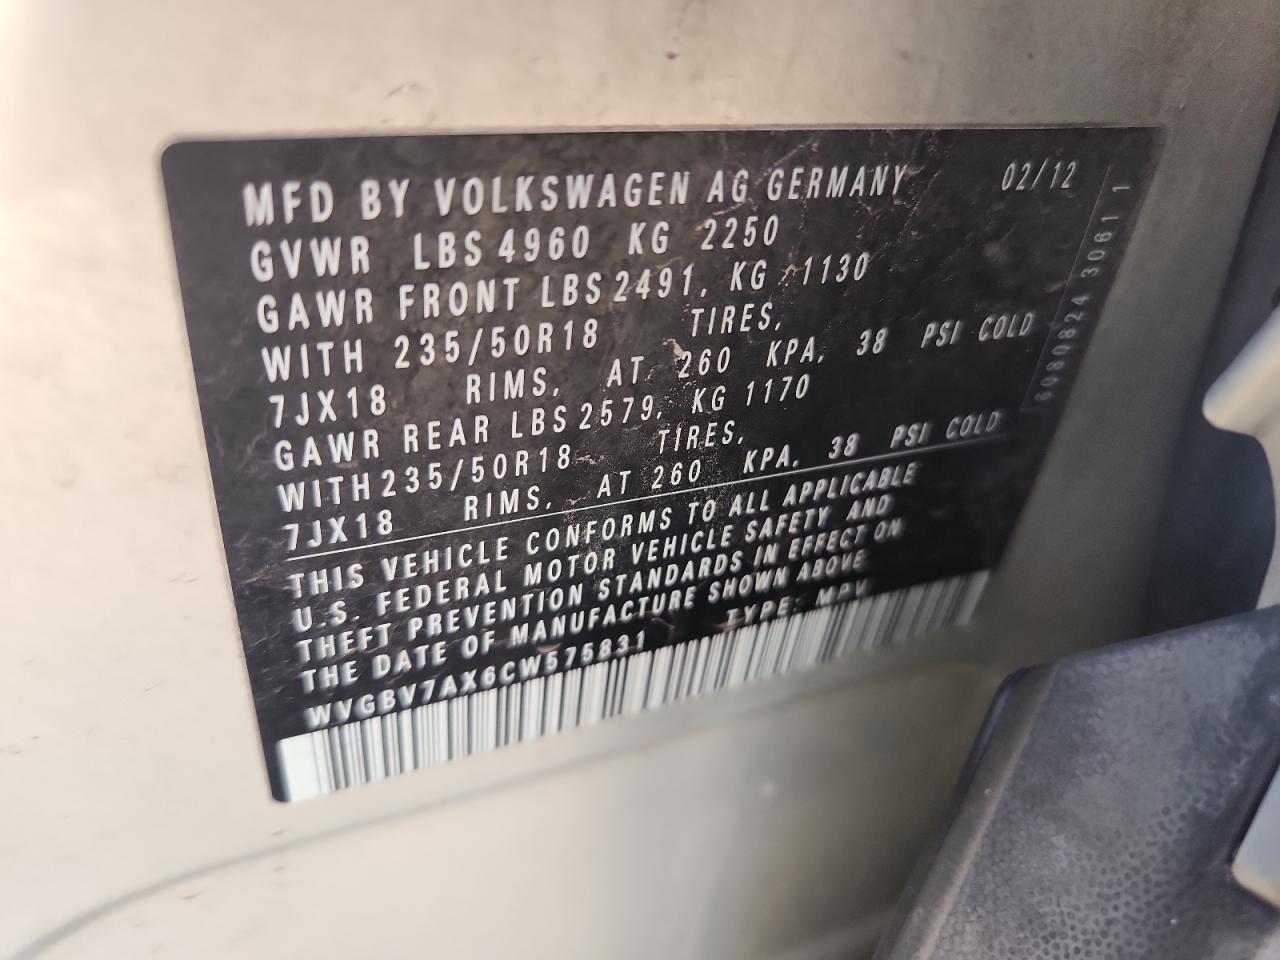 MFD BY VOLKSWAGEN AG GERMANY 02/12
GVWR LBS 4960 KG 2250
GAWR FRONT LBS 2491, KG 1130
WITH 235/50R18 TIRES,
7JX18 RIMS, AT 260 KPA, 38 PSI COLD
GAWR REAR LBS 2579, KG 1170
WITH 235/50R18 TIRES,
7JX18 RIMS, AT 260 KPA, 38 PSI COLD
THIS VEHICLE CONFORMS TO ALL APPLICABLE
U.S. FEDERAL MOTOR VEHICLE SAFETY AND
THEFT PREVENTION STANDARDS IN EFFECT ON
THE DATE OF MANUFACTURE SHOWN ABOVE
WVGBV7AX6CW575831 TYPE: MPV